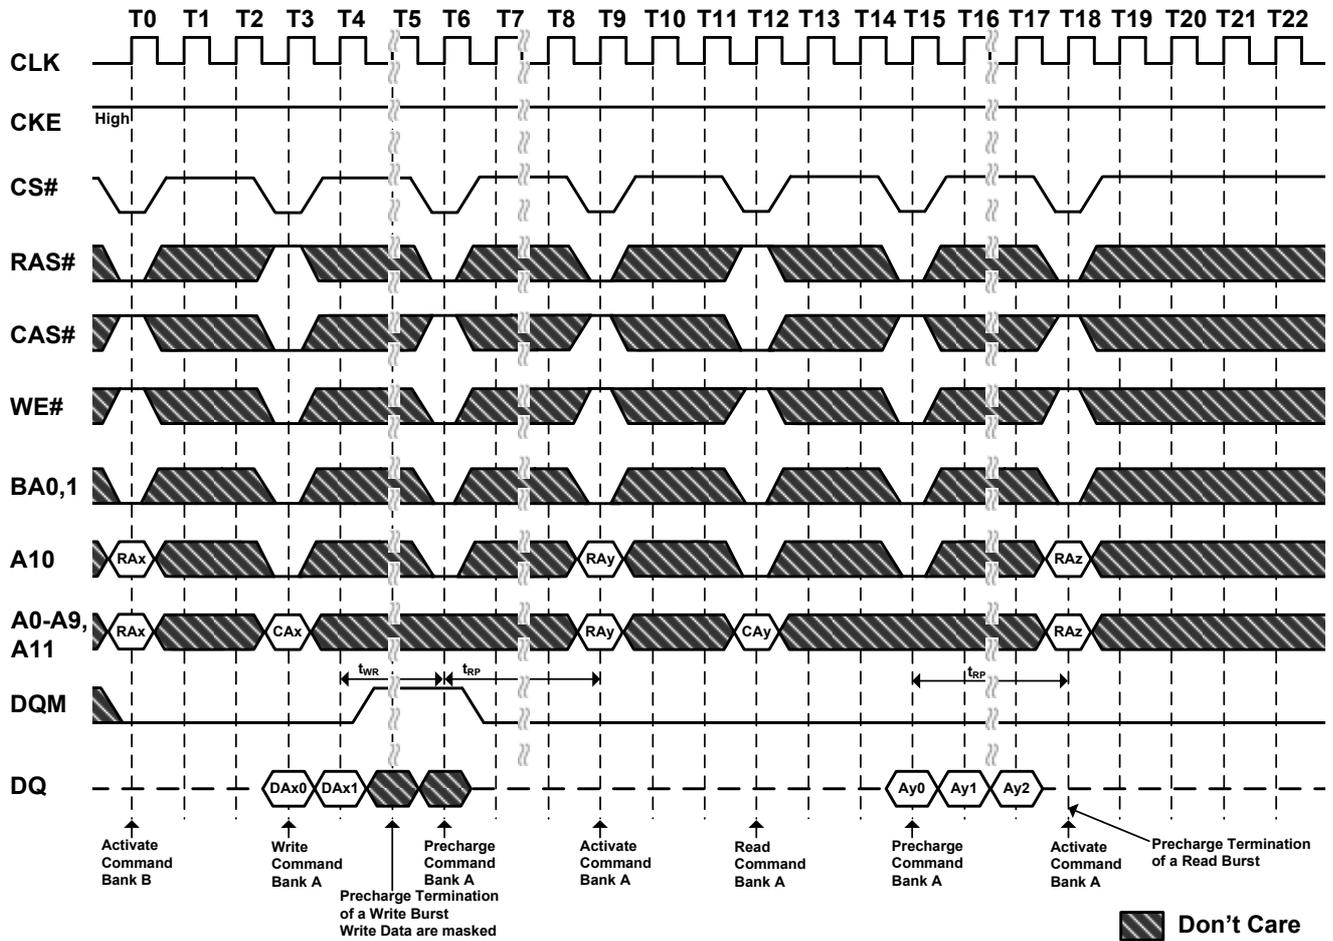 T0 T1 T2 T3 T4 T5 T6 T7 T8 T9 T10 T11 T12 T13 T14 T15 T16 T17 T18 T19 T20 T21 T22
CLK
CKE
High
CS#
RAS#
CAS#
WE#
BA0,1
A10
RAx
RAy
RAz
A0-A9,
A11
RAx
CAx
RAy
CAy
RAz
tWR
tRP
tRP
DQM
DQ
DAx0
DAx1
Ay0
Ay1
Ay2
Activate
Command
Bank B
Write
Command
Bank A
Precharge Termination
of a Write Burst
Write Data are masked
Precharge
Command
Bank A
Activate
Command
Bank A
Read
Command
Bank A
Precharge
Command
Bank A
Activate
Command
Bank A
Precharge Termination
of a Read Burst
Don't Care